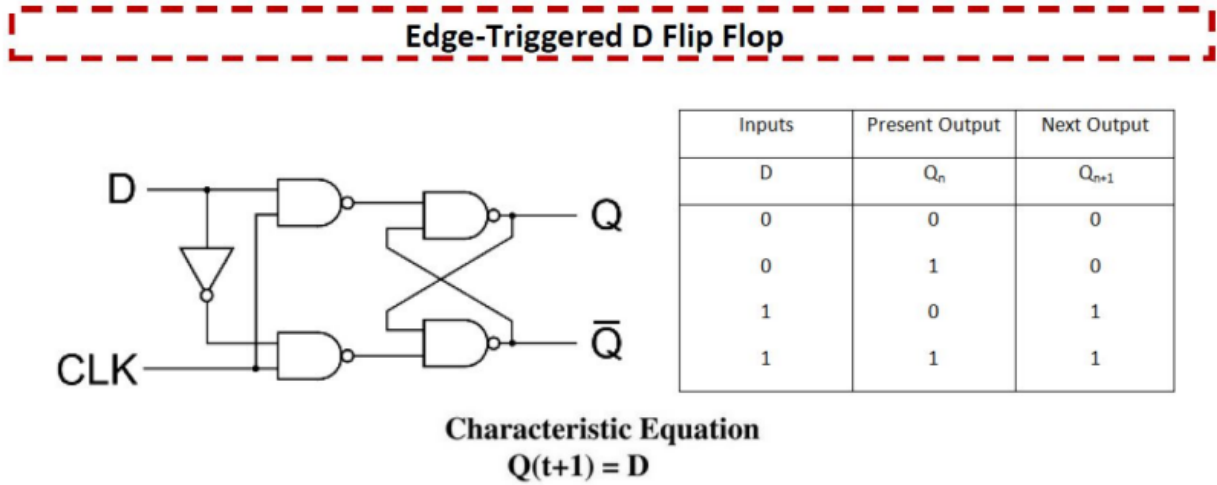 Edge-Triggered D Flip Flop
Inputs Present Output Next Output
D Qₙ Qₙ₊₁
0 0 0
0 1 0
1 0 1
1 1 1
D
Q
CLK
Q̅
Characteristic Equation
Q(t+1) = D